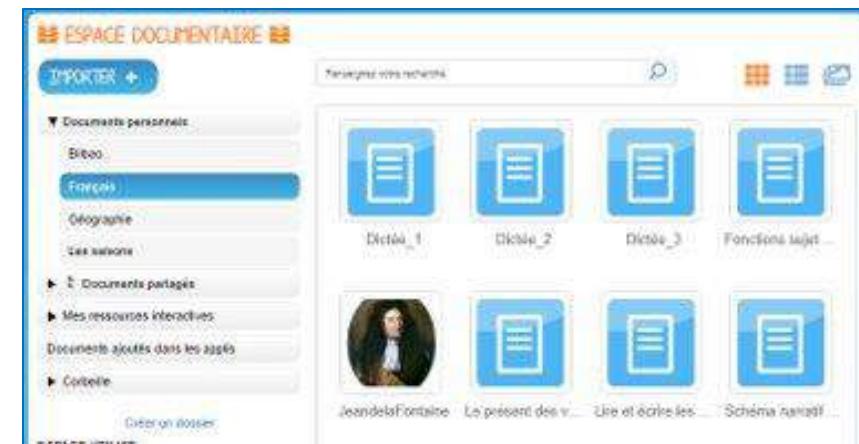 ESPACE DOCUMENTAIRE
IMPORTER +
Renseignez votre recherche
Documents personnels
Bilbao
Français
Géographie
Les saisons
Documents partagés
Mes ressources interactives
Documents ajoutés dans les applis
Corbeille
Créer un dossier
Dictée_1
Dictée_2
Dictée_3
Fonctions sujet ...
JeandelaFontaine
Le présent des v...
Lire et écrire les ...
Schéma narratif ...